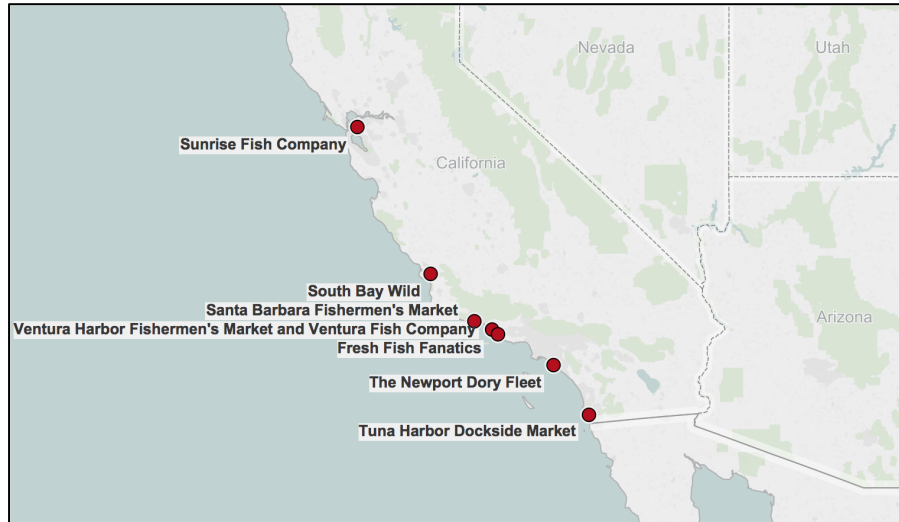 Nevada
Utah
Sunrise Fish Company
California
South Bay Wild
Santa Barbara Fishermen's Market
Arizona
Ventura Harbor Fishermen's Market and Ventura Fish Company
Fresh Fish Fanatics
The Newport Dory Fleet
Tuna Harbor Dockside Market